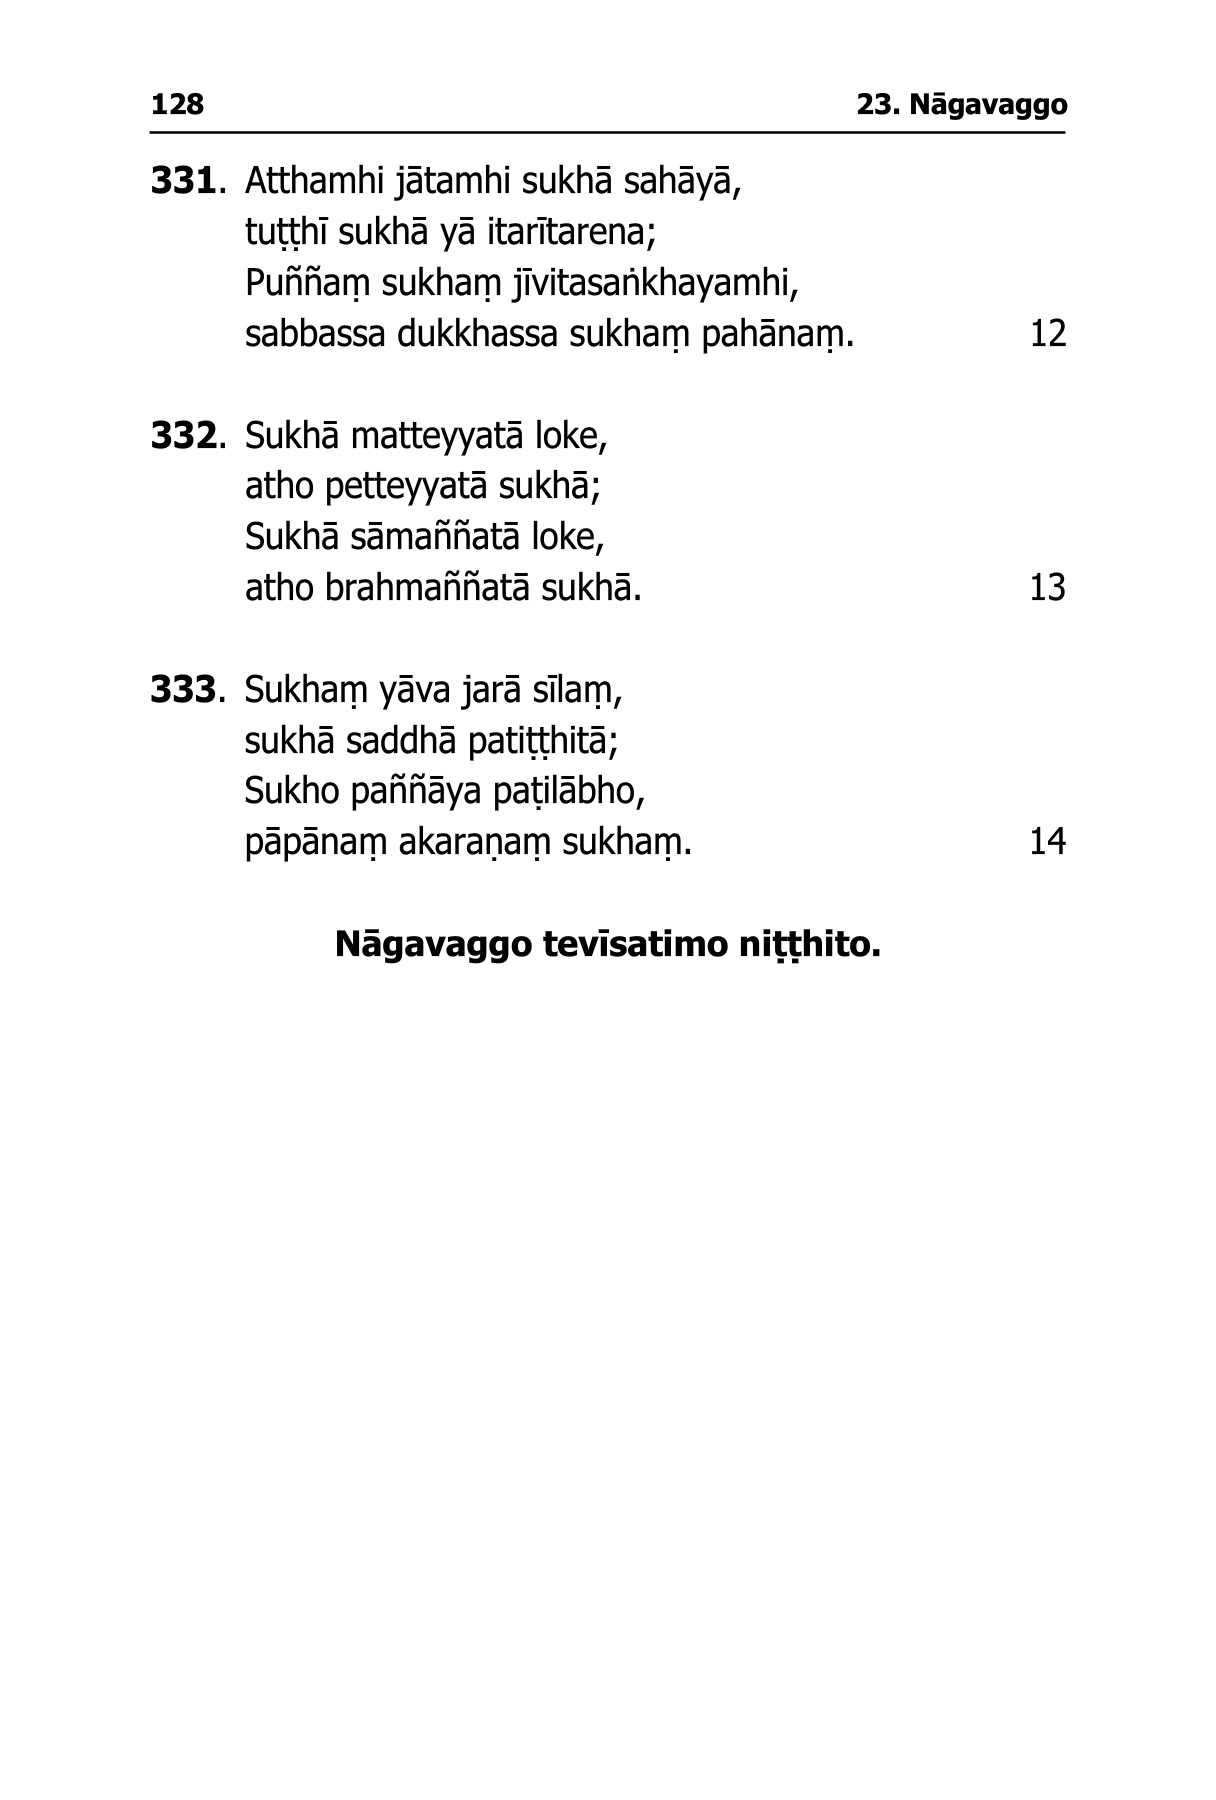 128 23. Nāgavaggo
331. Atthamhi jātamhi sukhā sahāyā,
tuṭṭhī sukhā yā itarītarena;
Puññaṃ sukhaṃ jīvitasaṅkhayamhi,
sabbassa dukkhassa sukhaṃ pahānaṃ. 12
332. Sukhā matteyyatā loke,
atho petteyyatā sukhā;
Sukhā sāmaññatā loke,
atho brahmaññatā sukhā. 13
333. Sukhaṃ yāva jarā sīlaṃ,
sukhā saddhā patiṭṭhitā;
Sukho paññāya paṭilābho,
pāpānaṃ akaraṇaṃ sukhaṃ. 14
Nāgavaggo tevīsatimo niṭṭhito.